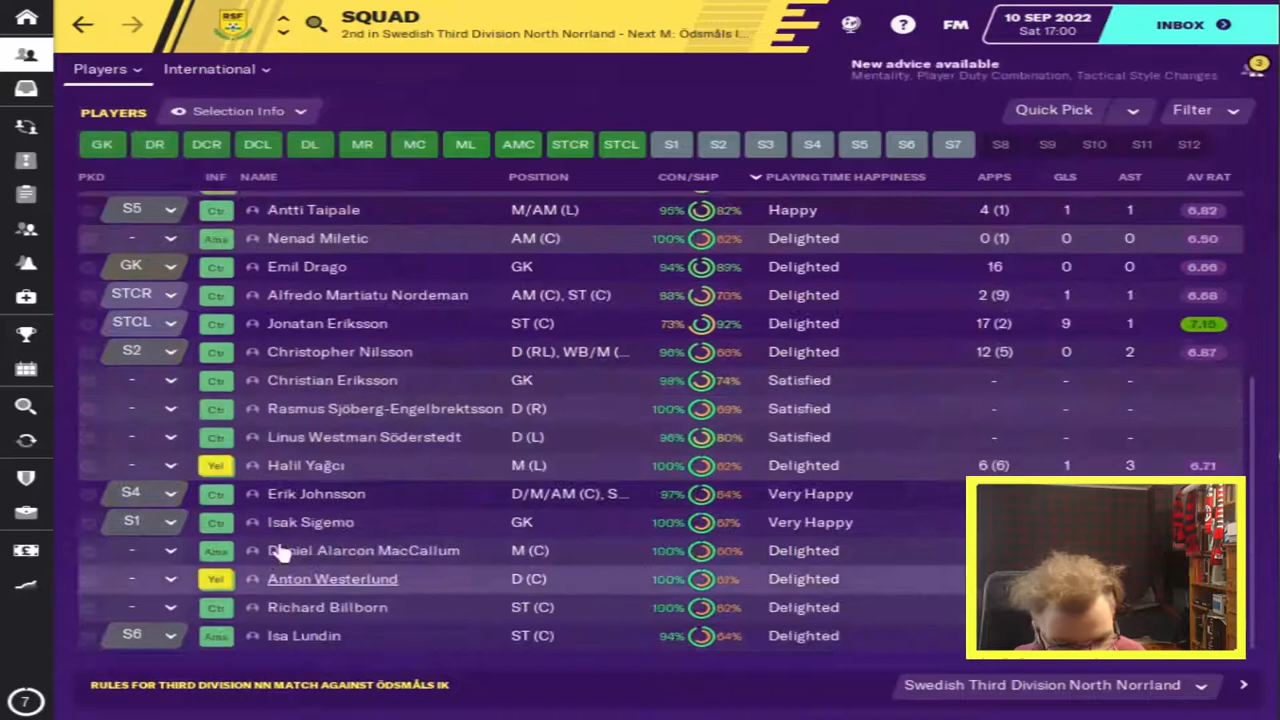 RSF
SQUAD
2nd in Swedish Third Division North Norrland - Next M: Ödsmåls I...
FM
10 SEP 2022
Sat 17:00
INBOX
Players
International
New advice available
Mentality, Player Duty Combination, Tactical Style Changes
3
PLAYERS
Selection Info
Quick Pick
Filter
GK DR DCR DCL DL MR MC ML AMC STCR STCL S1 S2 S3 S4 S5 S6 S7 S8 S9 S10 S11 S12
PKD INF NAME POSITION CON/SHP PLAYING TIME HAPPINESS APPS GLS AST AV RAT
S5 Ctr Antti Taipale M/AM (L) 95% 82% Happy 4 (1) 1 1 6.82
- Ama Nenad Miletic AM (C) 100% 62% Delighted 0 (1) 0 0 6.50
GK Ctr Emil Drago GK 94% 89% Delighted 16 0 0 6.66
STCR Ctr Alfredo Martiatu Nordeman AM (C), ST (C) 98% 70% Delighted 2 (9) 1 1 6.68
STCL Ctr Jonatan Eriksson ST (C) 73% 92% Delighted 17 (2) 9 1 7.15
S2 Ctr Christopher Nilsson D (RL), WB/M (... 96% 66% Delighted 12 (5) 0 2 6.87
- Ctr Christian Eriksson GK 98% 74% Satisfied - - - -
- Ctr Rasmus Sjöberg-Engelbrektsson D (R) 100% 69% Satisfied - - - -
- Ctr Linus Westman Söderstedt D (L) 96% 80% Satisfied - - - -
- Yel Halil Yağcı M (L) 100% 62% Delighted 6 (6) 1 3 6.71
S4 Ctr Erik Johnsson D/M/AM (C), S... 97% 64% Very Happy
S1 Ctr Isak Sigemo GK 100% 67% Very Happy
- Ama Daniel Alarcon MacCallum M (C) 100% 60% Delighted
- Yel Anton Westerlund D (C) 100% 61% Delighted
- Ctr Richard Billborn ST (C) 100% 62% Delighted
S6 Ama Isa Lundin ST (C) 94% 64% Delighted
RULES FOR THIRD DIVISION NN MATCH AGAINST ÖDSMÅLS IK
Swedish Third Division North Norrland
7